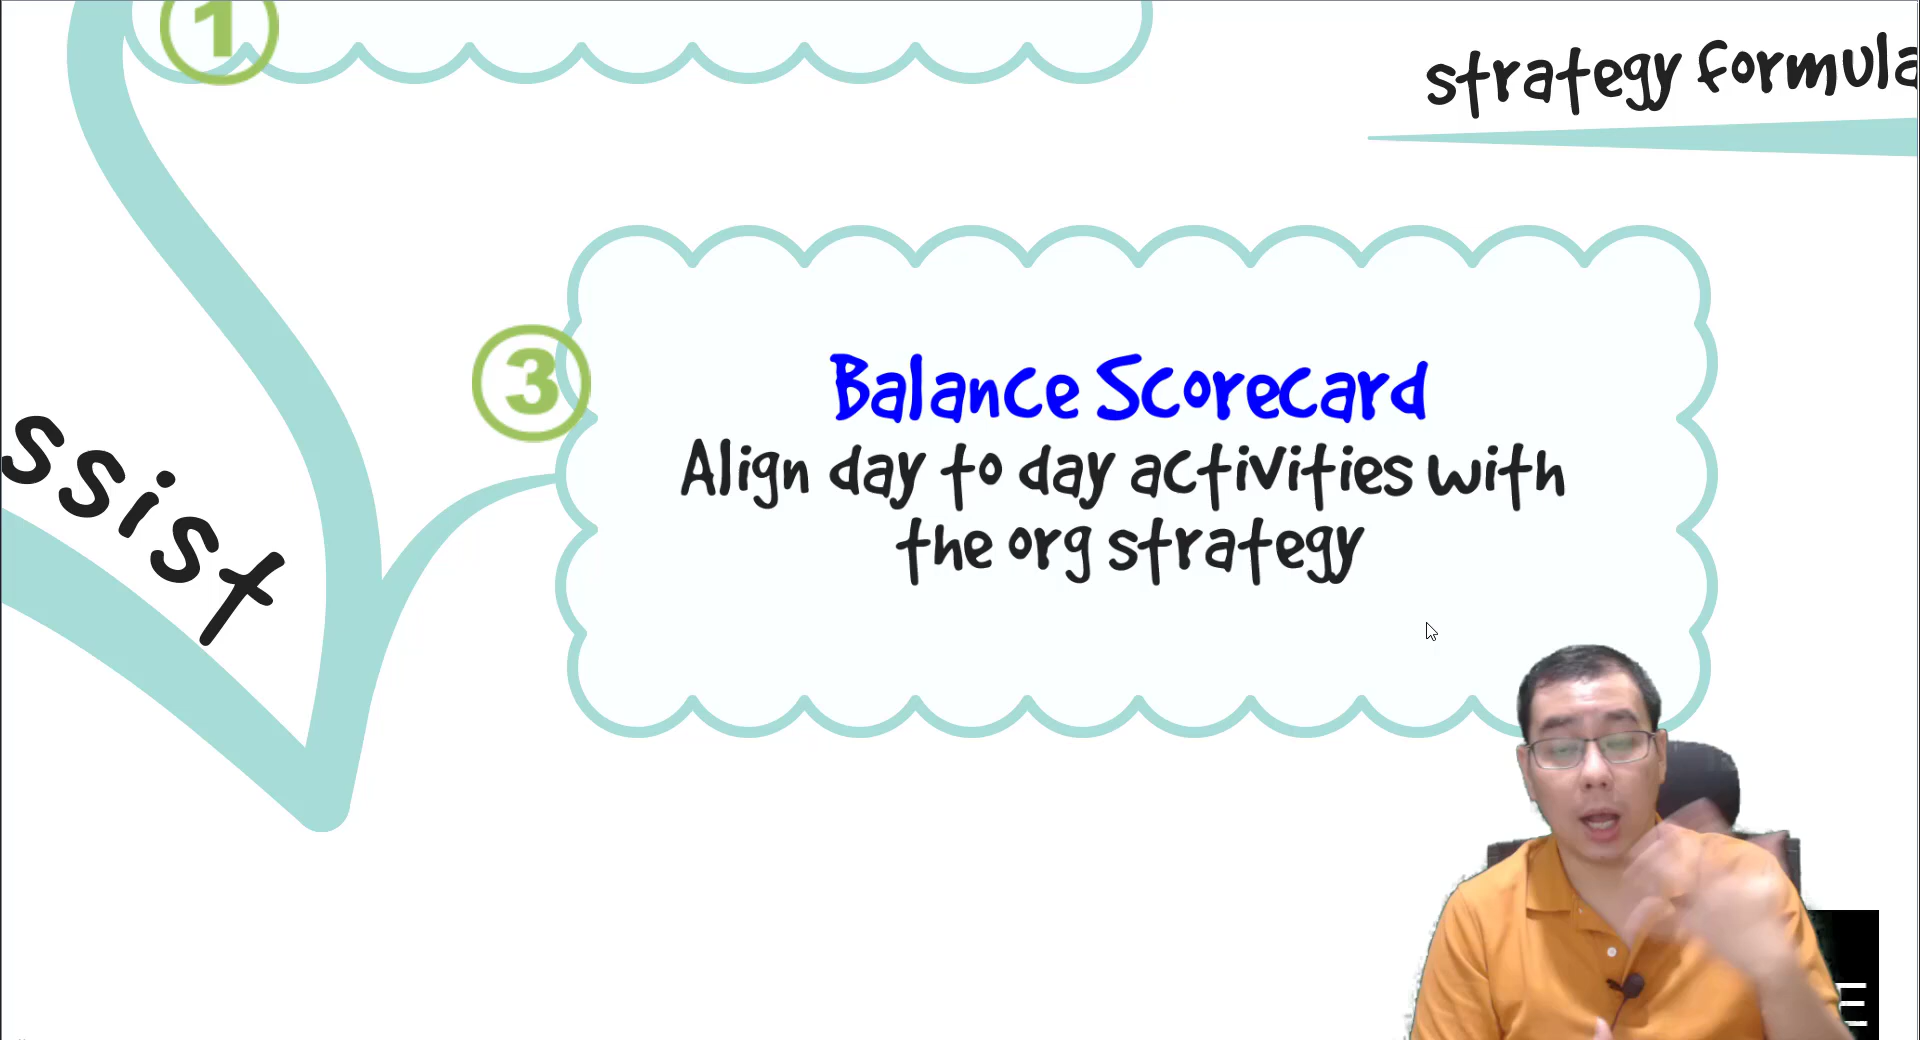 1
strategy formula
3
Balance Scorecard
Align day to day activities with
the org strategy
ssist
E